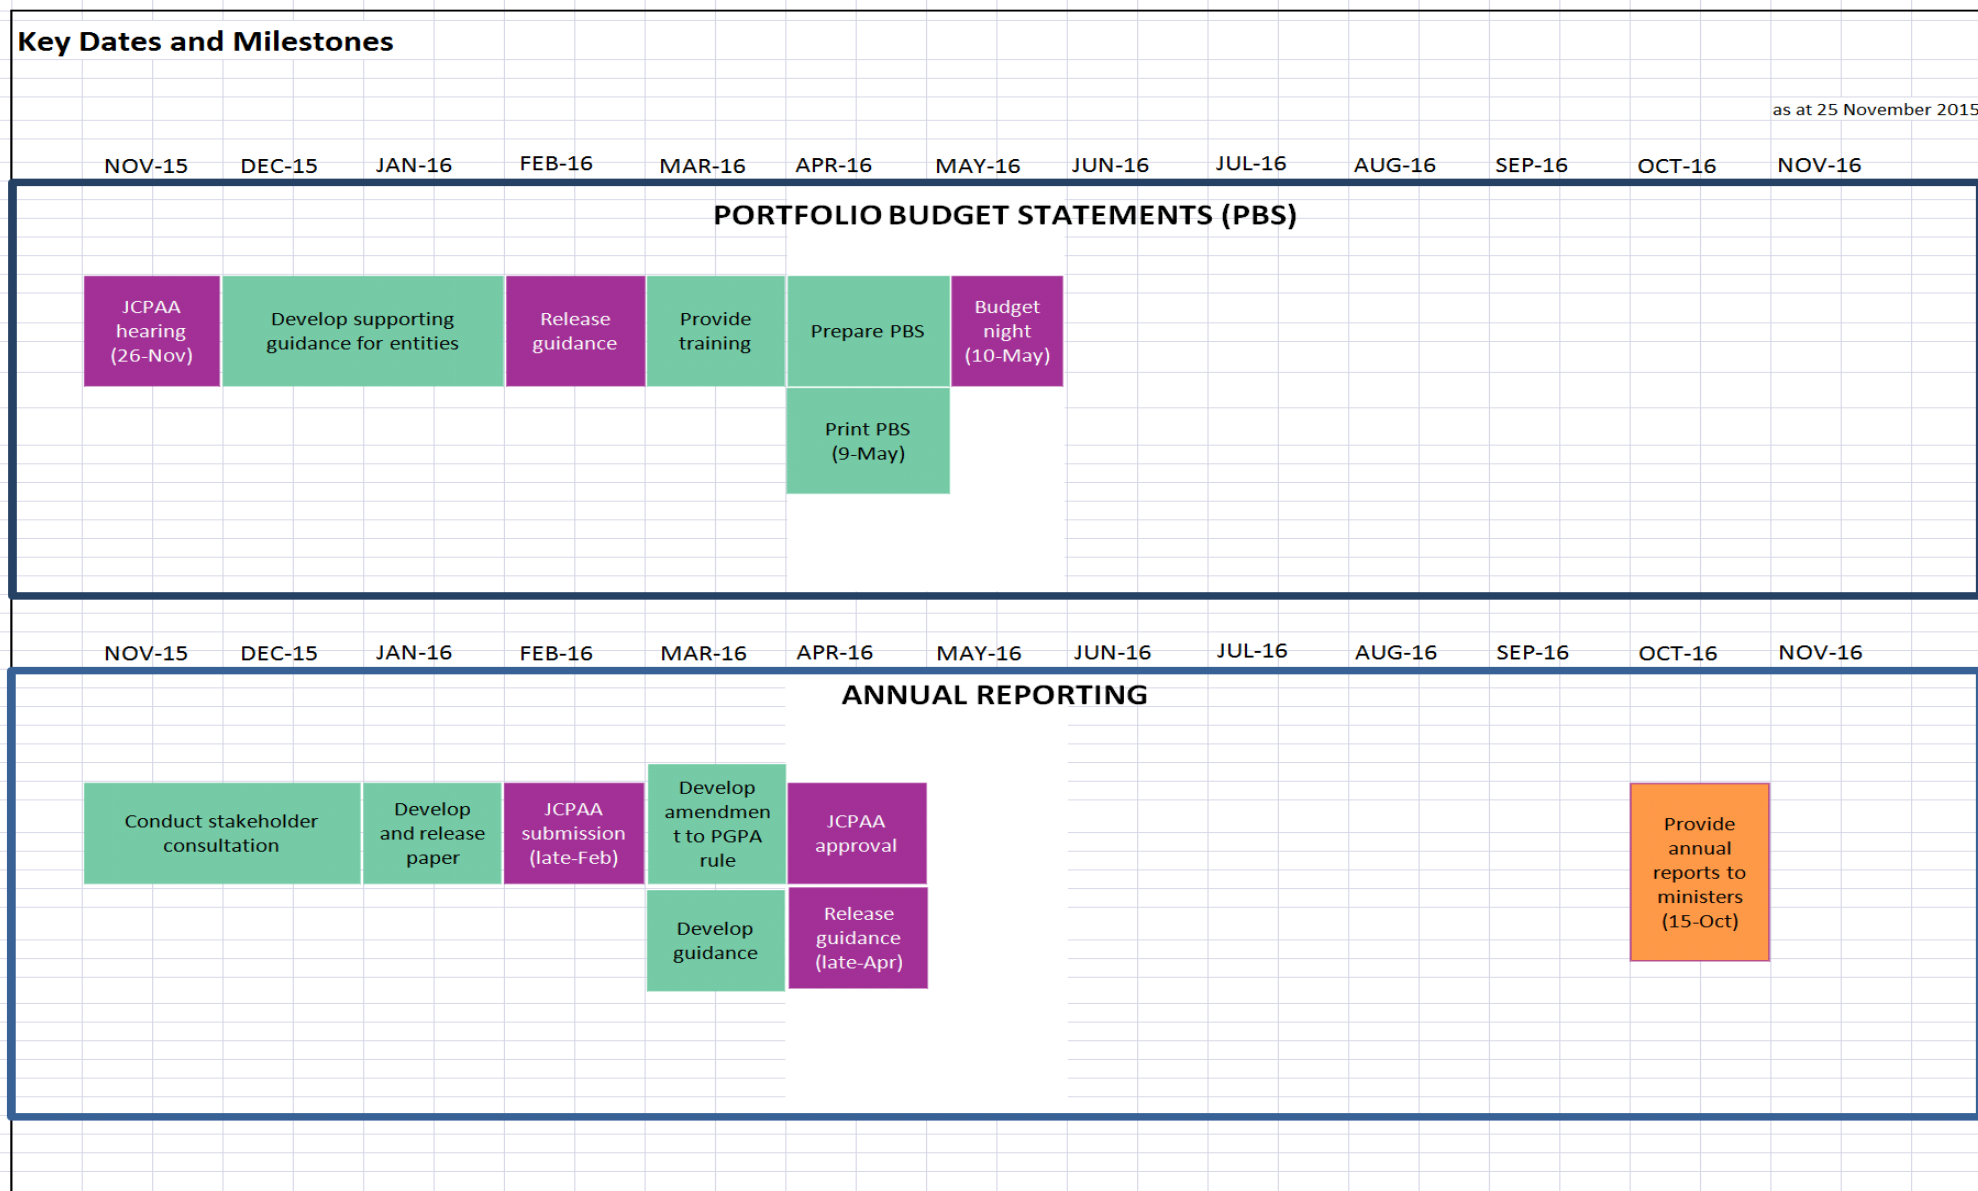 Key Dates and Milestones
as at 25 November 2015
NOV-15 DEC-15 JAN-16 FEB-16 MAR-16 APR-16 MAY-16 JUN-16 JUL-16 AUG-16 SEP-16 OCT-16 NOV-16
PORTFOLIO BUDGET STATEMENTS (PBS)
JCPAA
hearing
(26-Nov)
Develop supporting
guidance for entities
Release
guidance
Provide
training
Prepare PBS
Budget
night
(10-May)
Print PBS
(9-May)
NOV-15 DEC-15 JAN-16 FEB-16 MAR-16 APR-16 MAY-16 JUN-16 JUL-16 AUG-16 SEP-16 OCT-16 NOV-16
ANNUAL REPORTING
Conduct stakeholder
consultation
Develop
and release
paper
JCPAA
submission
(late-Feb)
Develop
amendmen
t to PGPA
rule
JCPAA
approval
Develop
guidance
Release
guidance
(late-Apr)
Provide
annual
reports to
ministers
(15-Oct)